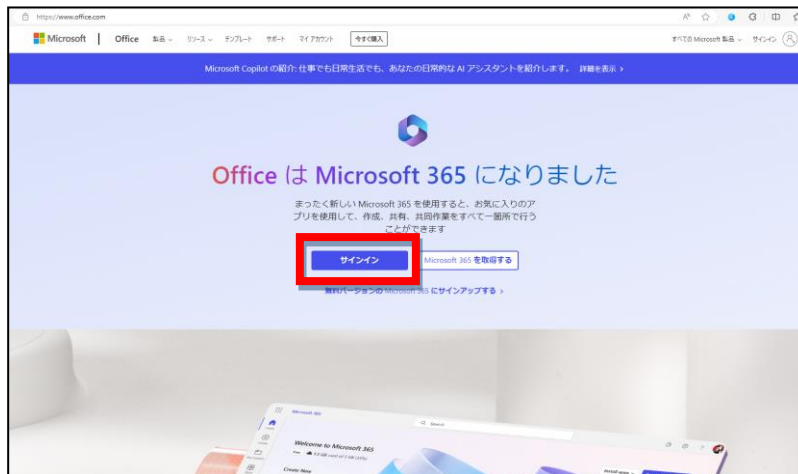 https://www.office.com
Microsoft Office 製品 リソース テンプレート サポート マイ アカウント 今すぐ購入 すべての Microsoft 製品 サインイン
Microsoft Copilot の紹介: 仕事でも日常生活でも、あなたの日常的な AI アシスタントを紹介します。 詳細を表示 >
Office は Microsoft 365 になりました
まったく新しい Microsoft 365 を使用すると、お気に入りのア
プリを使用して、作成、共有、共同作業をすべて一箇所で行う
ことができます
サインイン Microsoft 365 を取得する
無料バージョンの Microsoft 365 にサインアップする >
Microsoft 365
Search
Welcome to Microsoft 365
Install apps
Create New